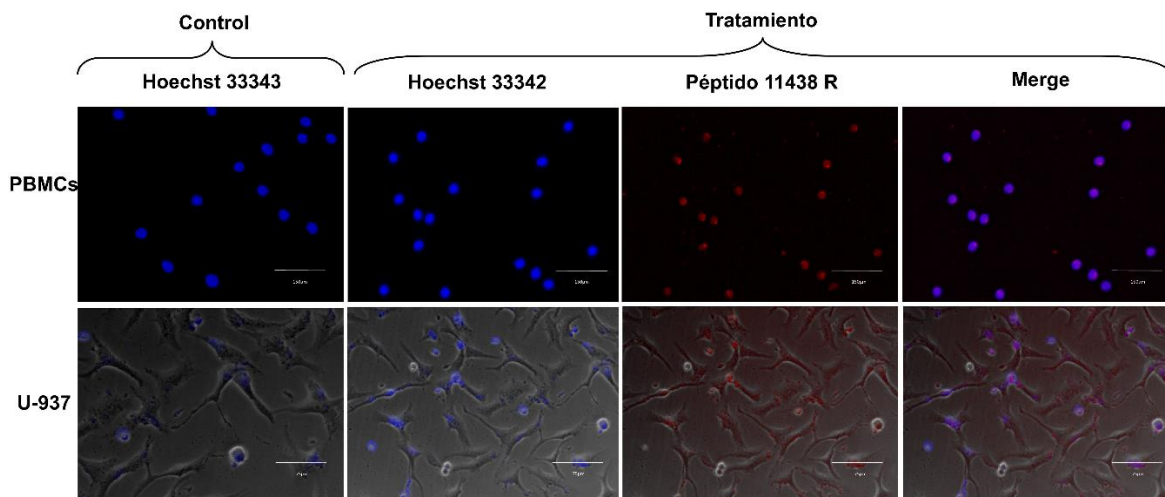 Control
Tratamiento
Hoechst 33343
Hoechst 33342
Péptido 11438 R
Merge
PBMCs
U-937